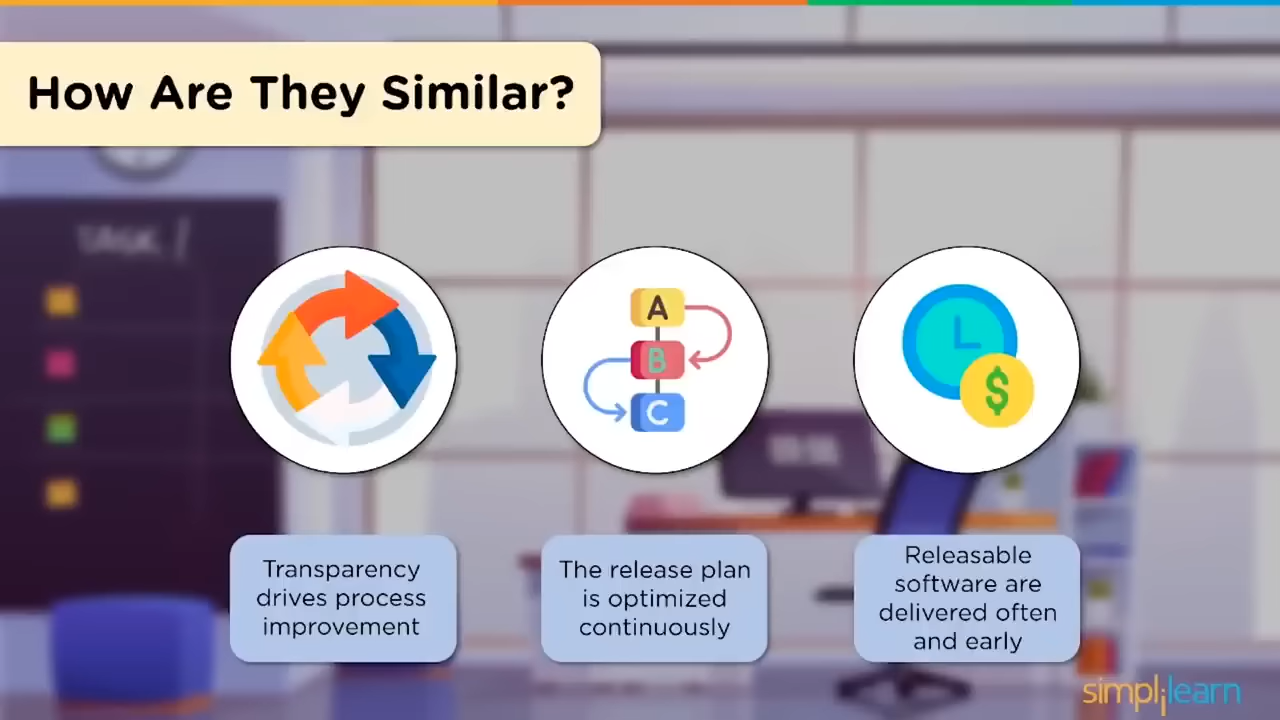 How Are They Similar?
TASK
A
B
C
$
Transparency
drives process
improvement
The release plan
is optimized
continuously
Releasable
software are
delivered often
and early
simplilearn